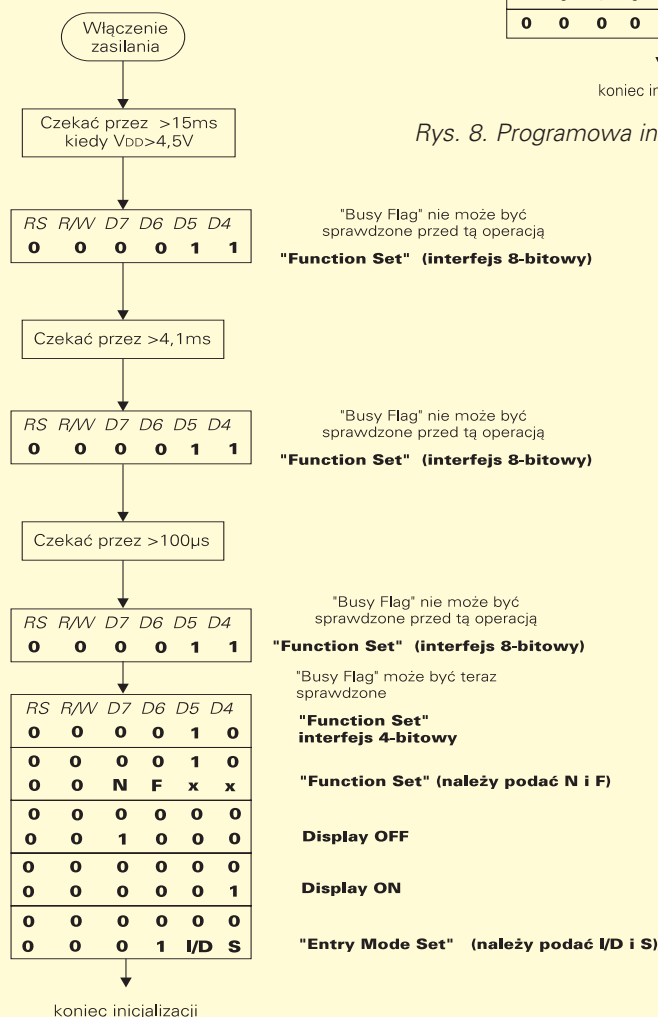 0 0 0 0
koniec in
Rys. 8. Programowa in
Włączenie
zasilania
Czekać przez >15ms
kiedy VDD>4,5V
RS R/W D7 D6 D5 D4
0 0 0 0 1 1
"Busy Flag" nie może być
sprawdzone przed tą operacją
"Function Set" (interfejs 8-bitowy)
Czekać przez >4,1ms
RS R/W D7 D6 D5 D4
0 0 0 0 1 1
"Busy Flag" nie może być
sprawdzone przed tą operacją
"Function Set" (interfejs 8-bitowy)
Czekać przez >100µs
RS R/W D7 D6 D5 D4
0 0 0 0 1 1
"Busy Flag" nie może być
sprawdzone przed tą operacją
"Function Set" (interfejs 8-bitowy)
"Busy Flag" może być teraz
sprawdzone
RS R/W D7 D6 D5 D4
0 0 0 0 1 0
"Function Set"
interfejs 4-bitowy
0 0 0 0 1 0
0 0 N F x x
"Function Set" (należy podać N i F)
0 0 0 0 0 0
0 0 1 0 0 0
Display OFF
0 0 0 0 0 0
0 0 0 0 0 1
Display ON
0 0 0 0 0 0
0 0 0 1 I/D S
"Entry Mode Set" (należy podać I/D i S)
koniec inicjalizacji